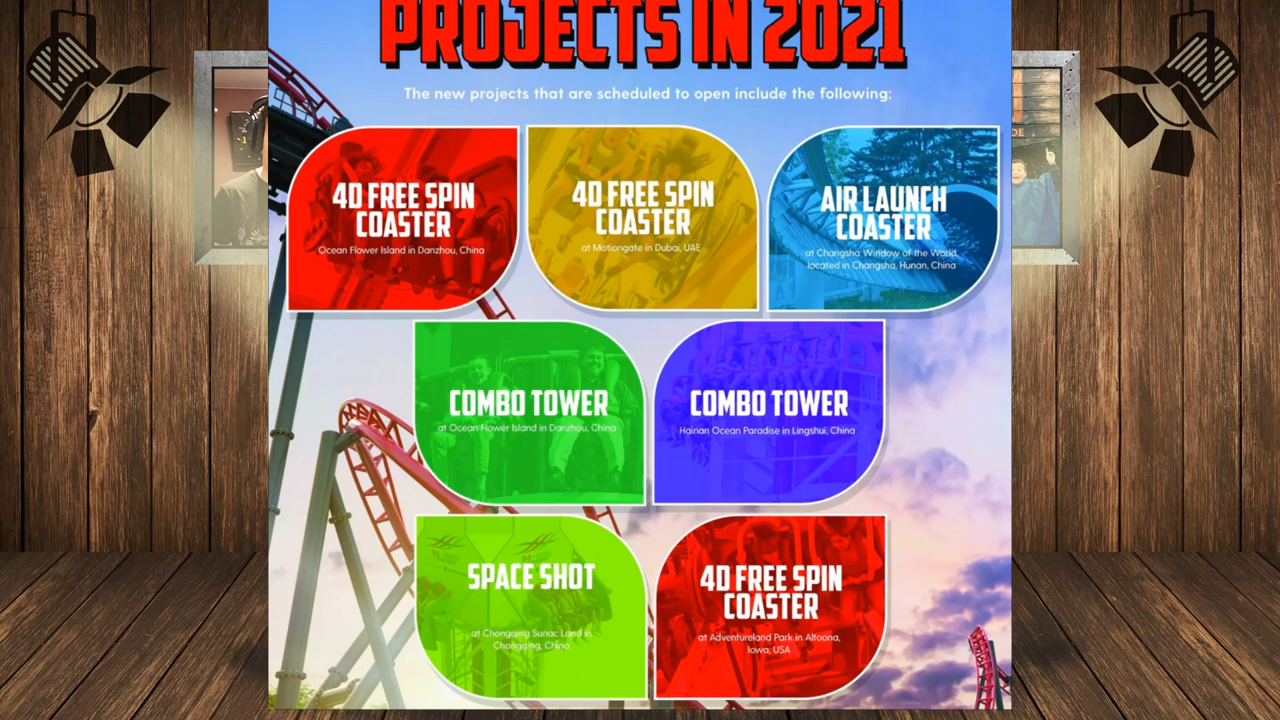 PROJECTS IN 2021
The new projects that are scheduled to open include the following:
4D FREE SPIN
COASTER
Ocean Flower Island in Danzhou, China
4D FREE SPIN
COASTER
at Motiongate in Dubai, UAE
AIR LAUNCH
COASTER
at Changsha Window of the World,
located in Changsha, Hunan, China
COMBO TOWER
at Ocean Flower Island in Danzhou, China
COMBO TOWER
Hainan Ocean Paradise in Lingshui, China
SPACE SHOT
at Chongqing Sunac Land in
Chongqing, China
4D FREE SPIN
COASTER
at Adventureland Park in Altoona,
Iowa, USA